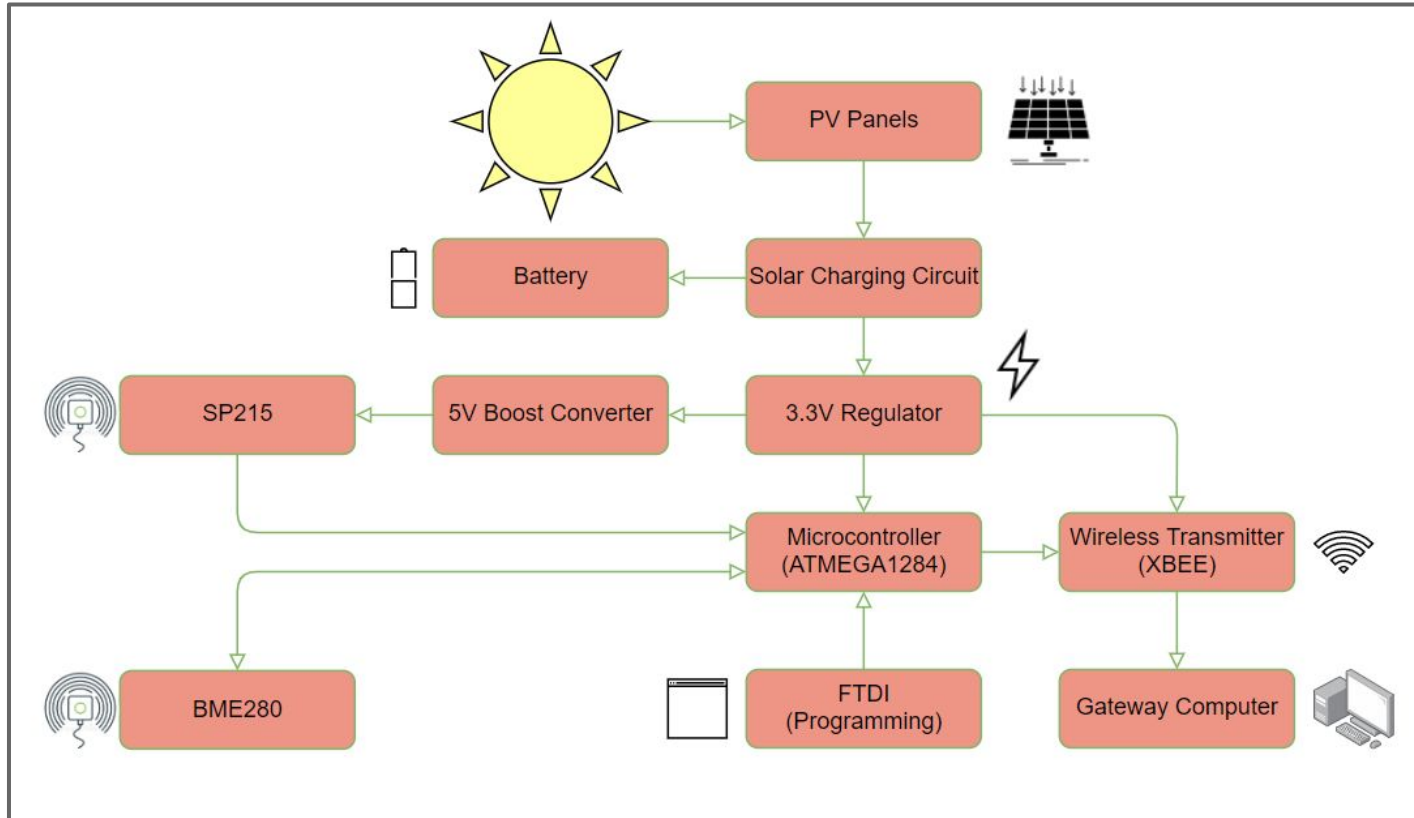 PV Panels
Battery
Solar Charging Circuit
SP215
5V Boost Converter
3.3V Regulator
Microcontroller
(ATMEGA1284)
Wireless Transmitter
(XBEE)
BME280
FTDI
(Programming)
Gateway Computer